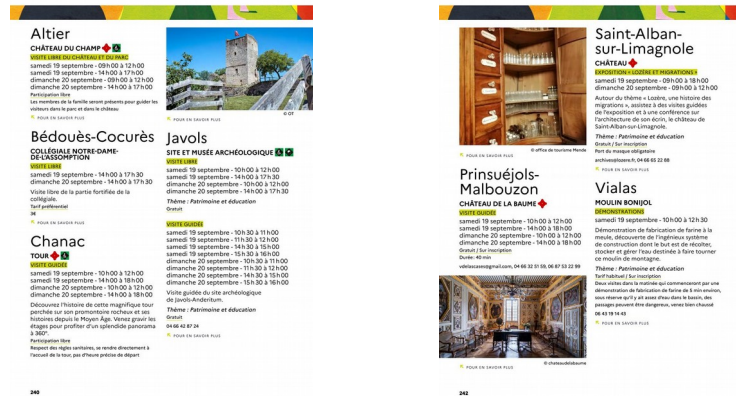 Altier
CHÂTEAU DU CHAMP
VISITE LIBRE DU CHÂTEAU ET DU PARC
samedi 19 septembre - 09h00 à 12h00
samedi 19 septembre - 14h00 à 17h00
dimanche 20 septembre - 09h00 à 12h00
dimanche 20 septembre - 14h00 à 17h00
Participation libre
Les membres de la famille seront présents pour guider les
visiteurs dans le parc et dans le château
POUR EN SAVOIR PLUS
Bédouès-Cocurès
COLLÉGIALE NOTRE-DAME-
DE-L'ASSOMPTION
VISITE LIBRE
samedi 19 septembre - 14h00 à 17h30
dimanche 20 septembre - 14h00 à 17h30
Visite libre de la partie fortifiée de la
collégiale.
Tarif préférentiel
3€
POUR EN SAVOIR PLUS
Chanac
TOUR
VISITE GUIDÉE
samedi 19 septembre - 10h00 à 12h00
samedi 19 septembre - 14h00 à 18h00
dimanche 20 septembre - 10h00 à 12h00
dimanche 20 septembre - 14h00 à 18h00
Découvrez l'histoire de cette magnifique tour
perchée sur son promontoire rocheux et ses
histoires depuis le Moyen Âge. Venez gravir les
étages pour profiter d'un splendide panorama
à 360°.
Participation libre
Respect des règles sanitaires, se rendre directement à
l'accueil de la tour, pas d'heure précise de départ
240
© OT
POUR EN SAVOIR PLUS
Javols
SITE ET MUSÉE ARCHÉOLOGIQUE
VISITE LIBRE
samedi 19 septembre - 10h00 à 12h00
samedi 19 septembre - 14h00 à 17h30
dimanche 20 septembre - 10h00 à 12h00
dimanche 20 septembre - 14h00 à 17h30
Thème : Patrimoine et éducation
Gratuit
VISITE GUIDÉE
samedi 19 septembre - 10h30 à 11h00
samedi 19 septembre - 11h30 à 12h00
samedi 19 septembre - 14h30 à 15h00
samedi 19 septembre - 15h30 à 16h00
dimanche 20 septembre - 10h30 à 11h00
dimanche 20 septembre - 11h30 à 12h00
dimanche 20 septembre - 14h30 à 15h00
dimanche 20 septembre - 15h30 à 16h00
Visite guidée du site archéologique
de Javols-Anderitum.
Thème : Patrimoine et éducation
Gratuit
04 66 42 87 24
POUR EN SAVOIR PLUS
© office de tourisme Mende
POUR EN SAVOIR PLUS
Prinsuéjols-
Malbouzon
CHÂTEAU DE LA BAUME
VISITE GUIDÉE
samedi 19 septembre - 10h00 à 12h00
samedi 19 septembre - 14h00 à 18h00
dimanche 20 septembre - 10h00 à 12h00
dimanche 20 septembre - 14h00 à 18h00
Gratuit / Sur inscription
Durée : 40 min
vdelascases@gmail.com, 04 66 32 51 59, 06 87 53 22 99
© chateaudelabaume
POUR EN SAVOIR PLUS
242
Saint-Alban-
sur-Limagnole
CHÂTEAU
EXPOSITION « LOZÈRE ET MIGRATIONS »
samedi 19 septembre - 09h00 à 18h00
dimanche 20 septembre - 09h00 à 12h00
Autour du thème « Lozère, une histoire des
migrations », assistez à des visites guidées
de l'exposition et à une conférence sur
l'architecture de son écrin, le château de
Saint-Alban-sur-Limagnole.
Thème : Patrimoine et éducation
Gratuit / Sur inscription
Port du masque obligatoire
archives@lozere.fr, 04 66 65 22 88
POUR EN SAVOIR PLUS
Vialas
MOULIN BONIJOL
DÉMONSTRATIONS
samedi 19 septembre - 10h00 à 12h30
Démonstration de fabrication de farine à la
meule, découverte de l'ingénieux système
de construction dont le but est de récolter,
stocker et gérer l'eau destinée à faire tourner
ce moulin de montagne.
Thème : Patrimoine et éducation
Tarif habituel / Sur inscription
Deux visites dans la matinée qui commenceront par une
démonstration de fabrication de farine de 5 min environ,
sous réserve qu'il y ait assez d'eau dans le bassin, des
passages peuvent être dangereux, venez bien chaussé
06 43 19 14 43
POUR EN SAVOIR PLUS